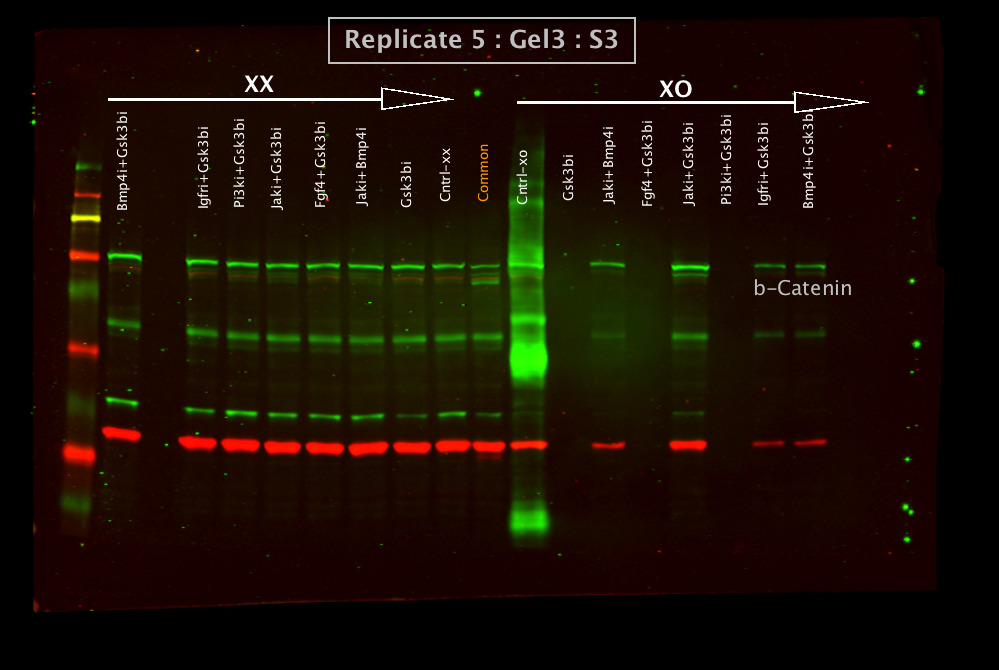 Replicate 5 : Gel3 : S3
XX
XO
Bmp4i+Gsk3bi
Igfri+Gsk3bi
Pi3ki+Gsk3bi
Jaki+Gsk3bi
Fgf4+Gsk3bi
Jaki+Bmp4i
Gsk3bi
Cntrl-xx
Common
Cntrl-xo
Gsk3bi
Jaki+Bmp4i
Fgf4+Gsk3bi
Jaki+Gsk3bi
Pi3ki+Gsk3bi
Igfri+Gsk3bi
Bmp4i+Gsk3bi
b-Catenin